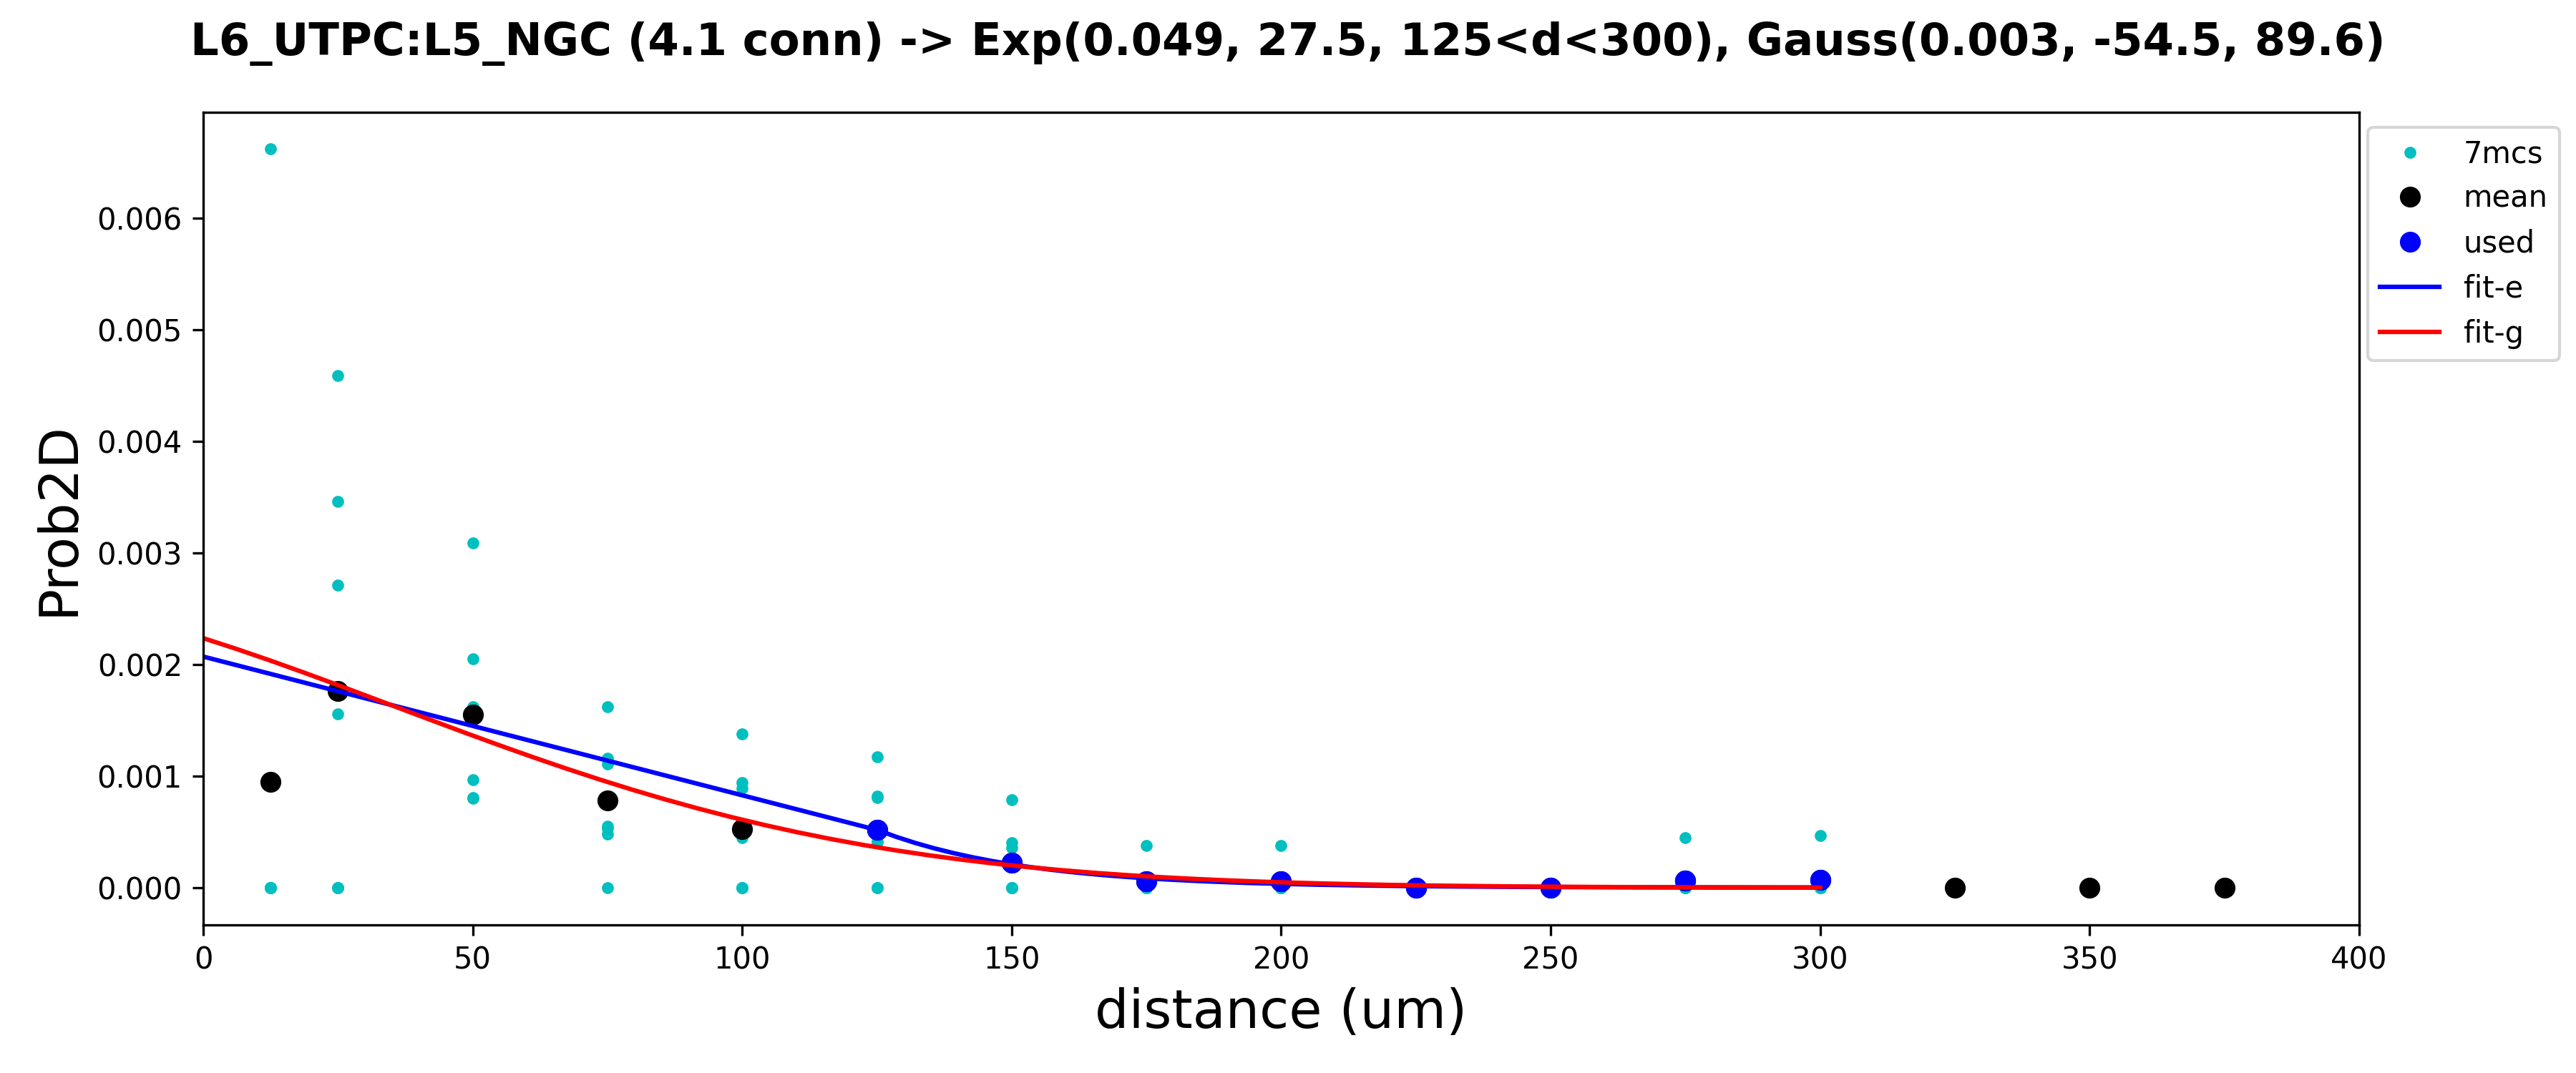 L6_UTPC:L5_NGC (4.1 conn) -> Exp(0.049, 27.5, 125<d<300), Gauss(0.003, -54.5, 89.6)
7mcs
mean
used
fit-e
fit-g
Prob2D
0.006
0.005
0.004
0.003
0.002
0.001
0.000
0 50 100 150 200 250 300 350 400
distance (um)